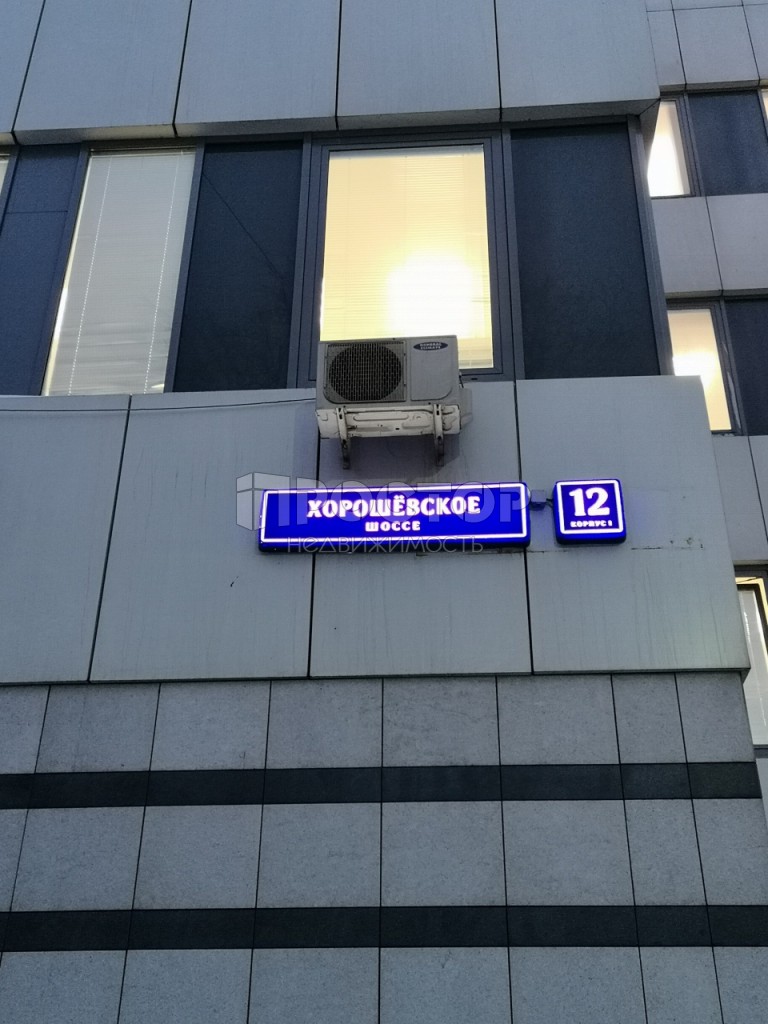 ХОРОШЁВСКОЕ
ШОССЕ
12
КОРПУС 1
ПРОСТОР
недвижимость